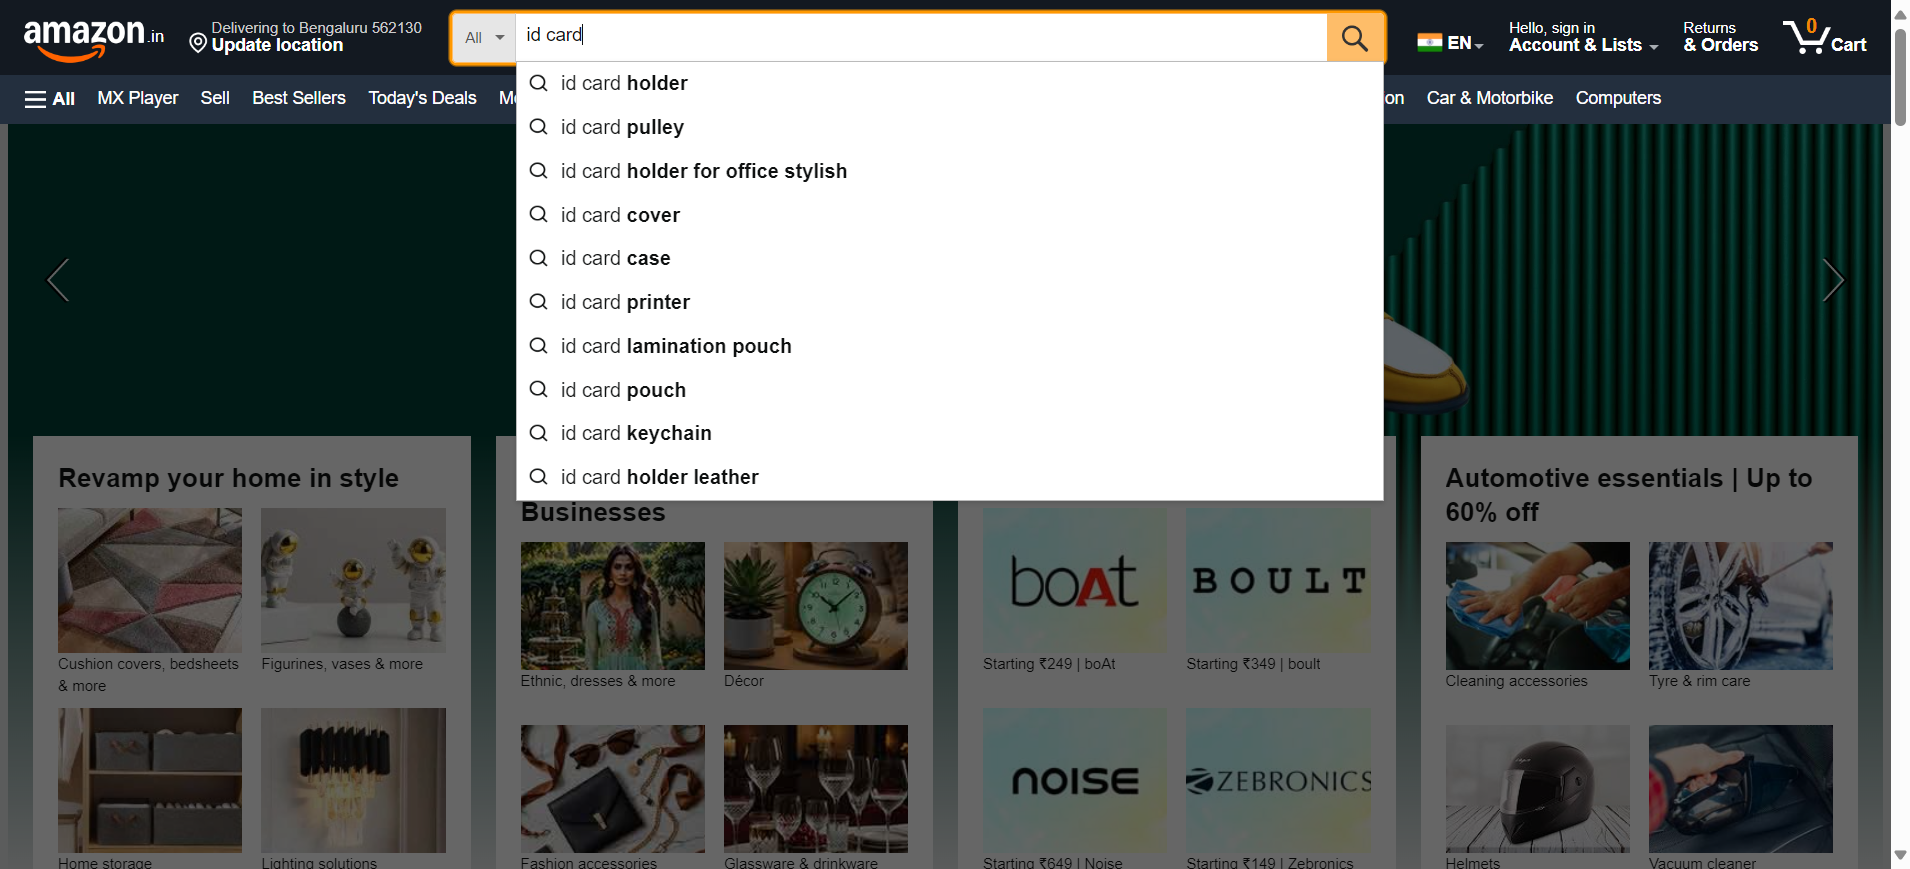 amazon.in
Delivering to Bengaluru 562130
Update location
All
id card
EN
Hello, sign in
Account & Lists
Returns
& Orders
0
Cart
All
MX Player
Sell
Best Sellers
Today's Deals
on
Car & Motorbike
Computers
id card holder
id card pulley
id card holder for office stylish
id card cover
id card case
id card printer
id card lamination pouch
id card pouch
id card keychain
id card holder leather
Revamp your home in style
Cushion covers, bedsheets
& more
Figurines, vases & more
Home storage
Lighting solutions
Businesses
Ethnic, dresses & more
Décor
Fashion accessories
Glassware & drinkware
boAt
BOULT
Starting ₹249 | boAt
Starting ₹349 | boult
noise
ZEBRONICS
Starting ₹649 | Noise
Starting ₹149 | Zebronics
Automotive essentials | Up to
60% off
Cleaning accessories
Tyre & rim care
Helmets
Vacuum cleaner